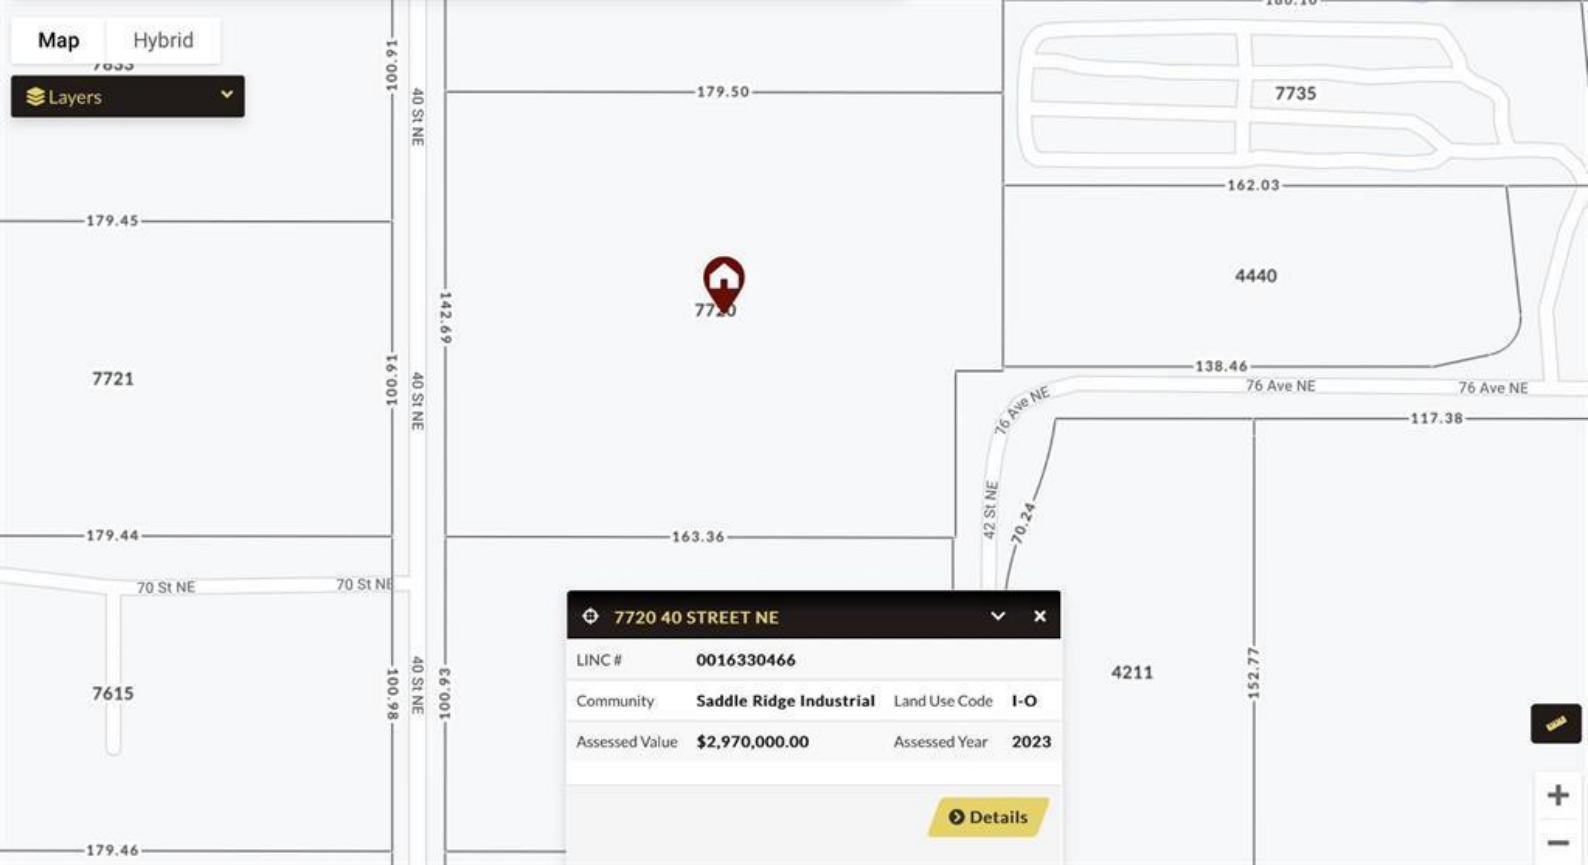 180.10
Map
Hybrid
7633
Layers
100.91
40 St NE
179.50
7735
162.03
179.45
4440
7720
142.69
7721
100.91
40 St NE
138.46
76 Ave NE
76 Ave NE
76 Ave NE
117.38
42 St NE
70.24
179.44
163.36
70 St NE
70 St NE
7720 40 STREET NE
LINC # 0016330466
Community Saddle Ridge Industrial Land Use Code I-O
Assessed Value $2,970,000.00 Assessed Year 2023
Details
7615
100.98
40 St NE
100.93
4211
152.77
+
−
179.46